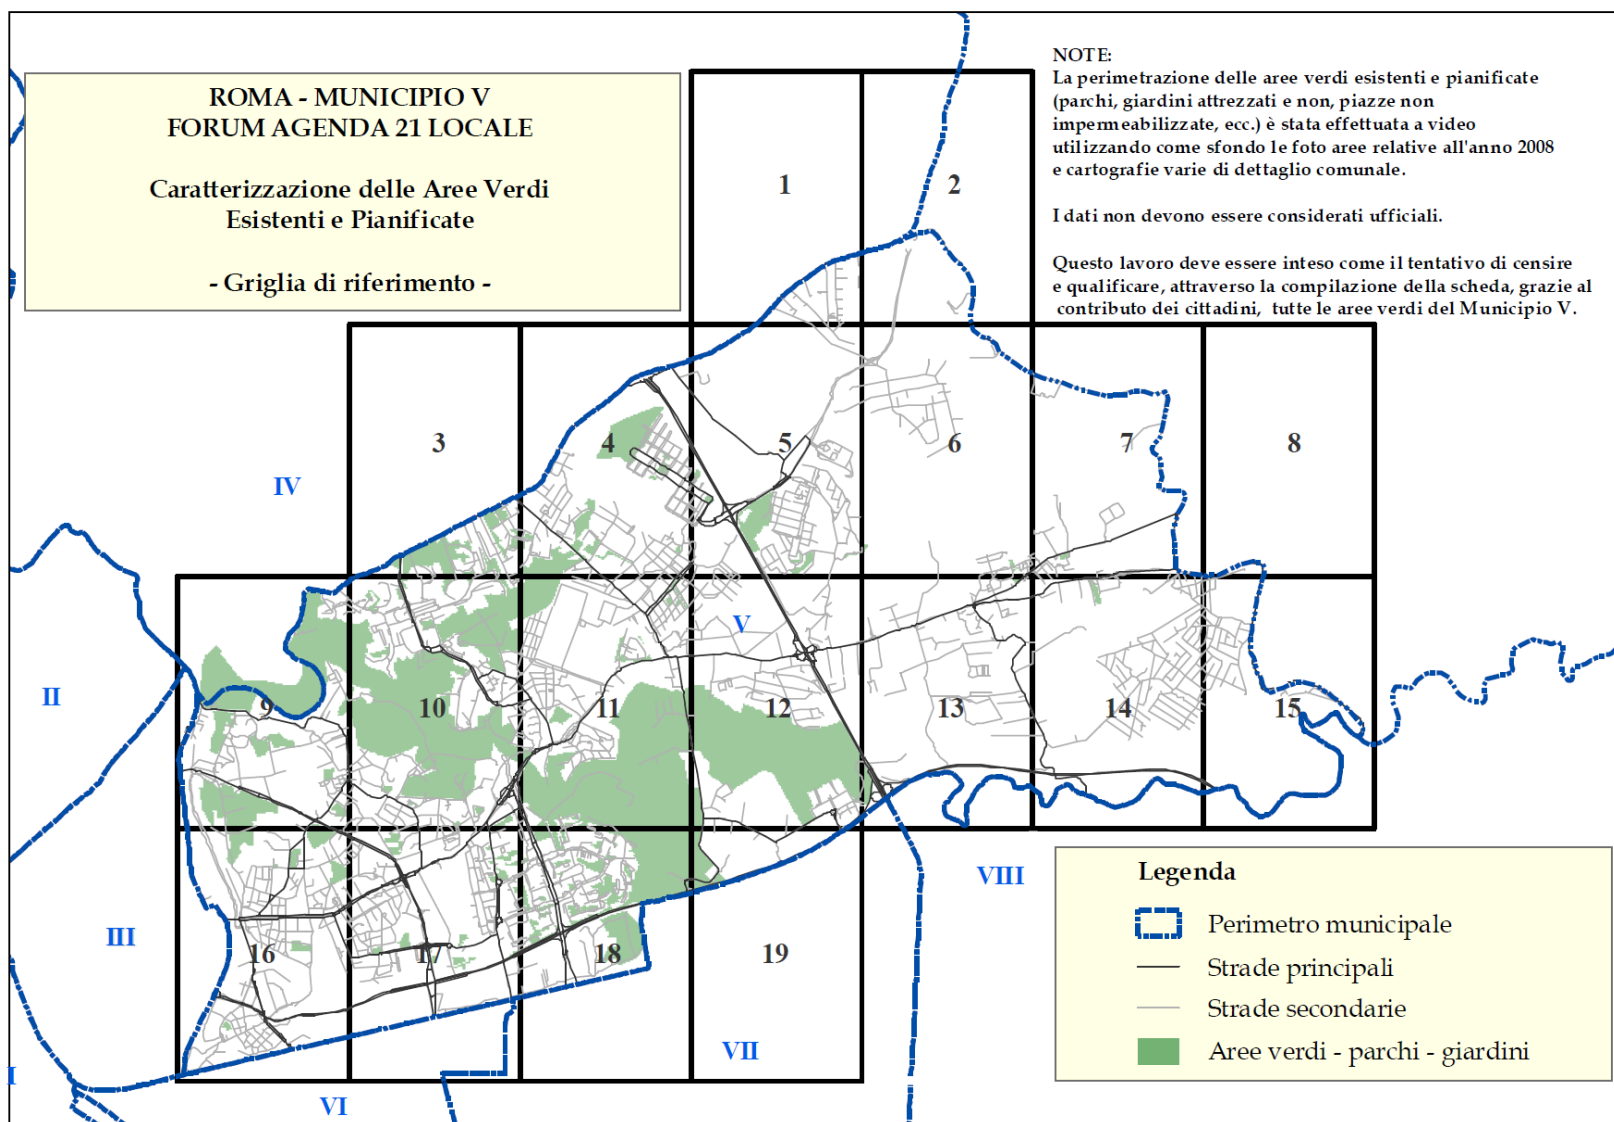 ROMA - MUNICIPIO V
FORUM AGENDA 21 LOCALE
Caratterizzazione delle Aree Verdi
Esistenti e Pianificate
- Griglia di riferimento -
NOTE:
La perimetrazione delle aree verdi esistenti e pianificate
(parchi, giardini attrezzati e non, piazze non
impermeabilizzate, ecc.) è stata effettuata a video
utilizzando come sfondo le foto aree relative all'anno 2008
e cartografie varie di dettaglio comunale.
I dati non devono essere considerati ufficiali.
Questo lavoro deve essere inteso come il tentativo di censire
e qualificare, attraverso la compilazione della scheda, grazie al
contributo dei cittadini, tutte le aree verdi del Municipio V.
1
2
3
4
5
6
7
8
IV
V
II
9
10
11
12
13
14
15
III
VIII
16
17
18
19
VII
I
VI
Legenda
Perimetro municipale
Strade principali
Strade secondarie
Aree verdi - parchi - giardini